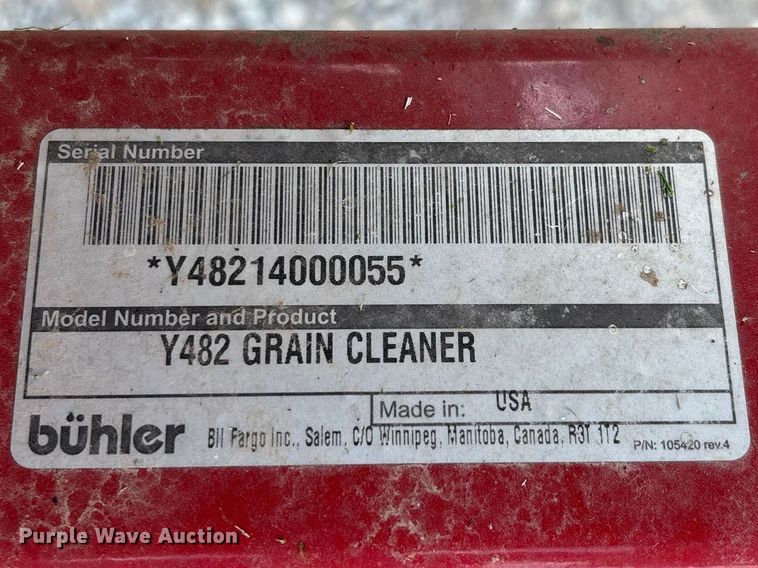 Serial Number
*Y48214000055*
Model Number and Product
Y482 GRAIN CLEANER
Made in: USA
bühler
BII Fargo Inc., Salem, C/O Winnipeg, Manitoba, Canada, R3T 1T2
P/N: 105420 rev.4
Purple Wave Auction